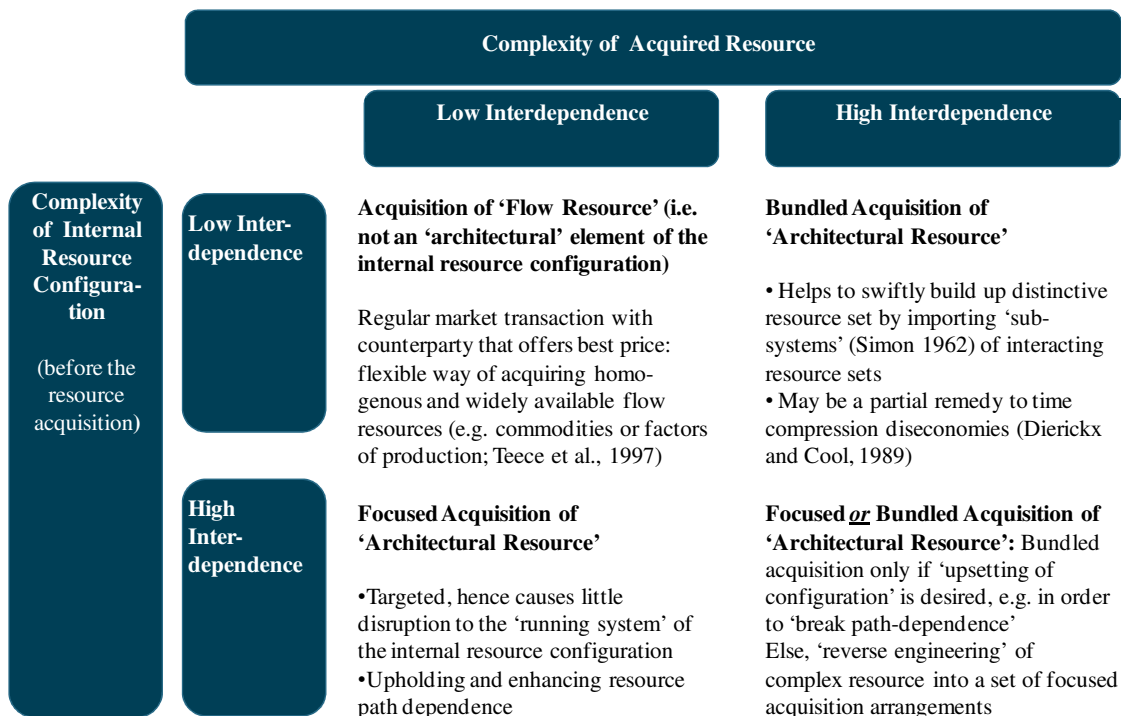 Complexity of Acquired Resource
Low Interdependence
High Interdependence
Complexity
of Internal
Resource
Configura-
tion
(before the
resource
acquisition)
Low Inter-
dependence
Acquisition of ‘Flow Resource’ (i.e.
not an ‘architectural’ element of the
internal resource configuration)
Regular market transaction with
counterparty that offers best price:
flexible way of acquiring homo-
genous and widely available flow
resources (e.g. commodities or factors
of production; Teece et al., 1997)
Bundled Acquisition of
‘Architectural Resource’
• Helps to swiftly build up distinctive
resource set by importing ‘sub-
systems’ (Simon 1962) of interacting
resource sets
• May be a partial remedy to time
compression diseconomies (Dierickx
and Cool, 1989)
High
Inter-
dependence
Focused Acquisition of
‘Architectural Resource’
•Targeted, hence causes little
disruption to the ‘running system’ of
the internal resource configuration
•Upholding and enhancing resource
path dependence
Focused or Bundled Acquisition of
‘Architectural Resource’: Bundled
acquisition only if ‘upsetting of
configuration’ is desired, e.g. in order
to ‘break path-dependence’
Else, ‘reverse engineering’ of
complex resource into a set of focused
acquisition arrangements